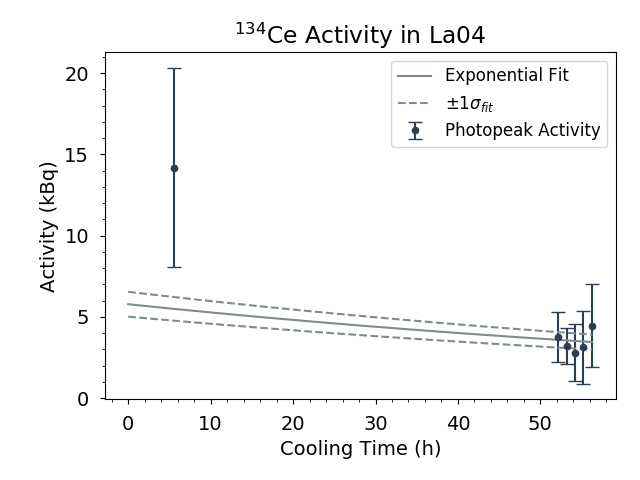 ¹³⁴Ce Activity in La04
Exponential Fit
±1σ_fit
Photopeak Activity
Activity (kBq)
20
15
10
5
0
0 10 20 30 40 50
Cooling Time (h)